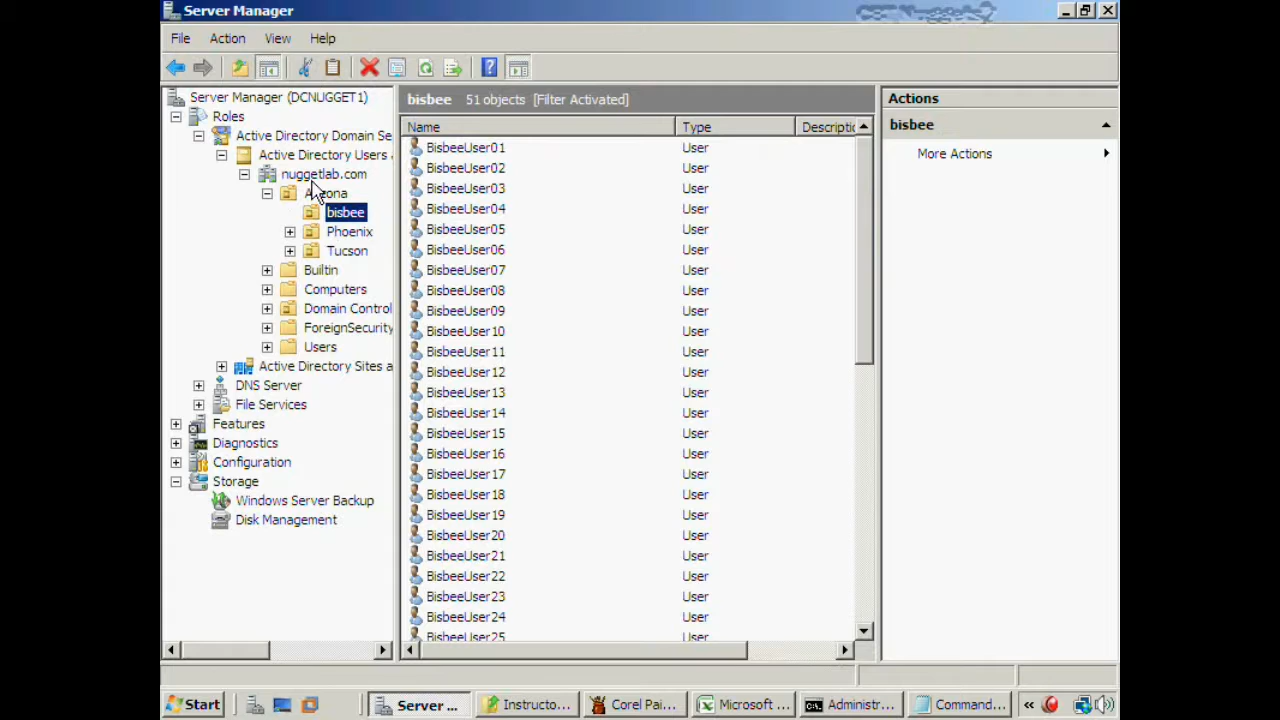 Server Manager
File Action View Help
Server Manager (DCNUGGET1)
Roles
Active Directory Domain Se
Active Directory Users
nuggetlab.com
bisbee
Phoenix
Tucson
Builtin
Computers
Domain Control
ForeignSecurity
Users
Active Directory Sites a
DNS Server
File Services
Features
Diagnostics
Configuration
Storage
Windows Server Backup
Disk Management
bisbee 51 objects [Filter Activated]
Name Type Descriptio
BisbeeUser01 User
BisbeeUser02 User
BisbeeUser03 User
BisbeeUser04 User
BisbeeUser05 User
BisbeeUser06 User
BisbeeUser07 User
BisbeeUser08 User
BisbeeUser09 User
BisbeeUser10 User
BisbeeUser11 User
BisbeeUser12 User
BisbeeUser13 User
BisbeeUser14 User
BisbeeUser15 User
BisbeeUser16 User
BisbeeUser17 User
BisbeeUser18 User
BisbeeUser19 User
BisbeeUser20 User
BisbeeUser21 User
BisbeeUser22 User
BisbeeUser23 User
BisbeeUser24 User
BisbeeUser25 User
Actions
bisbee
More Actions
Start Server ... Instructo... Corel Pai... Microsoft ... Administr... Command... «